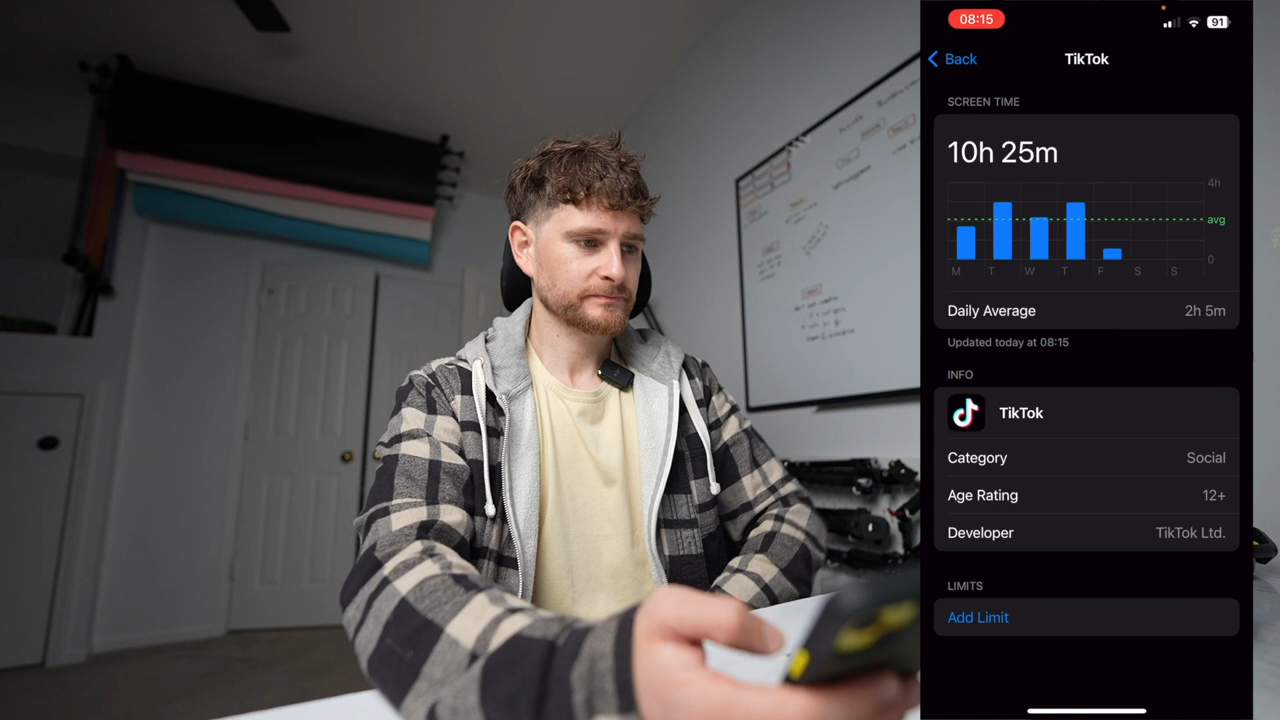 08:15
91
Back
TikTok
SCREEN TIME
10h 25m
4h
avg
0
M T W T F S S
Daily Average 2h 5m
Updated today at 08:15
INFO
TikTok
Category Social
Age Rating 12+
Developer TikTok Ltd.
LIMITS
Add Limit